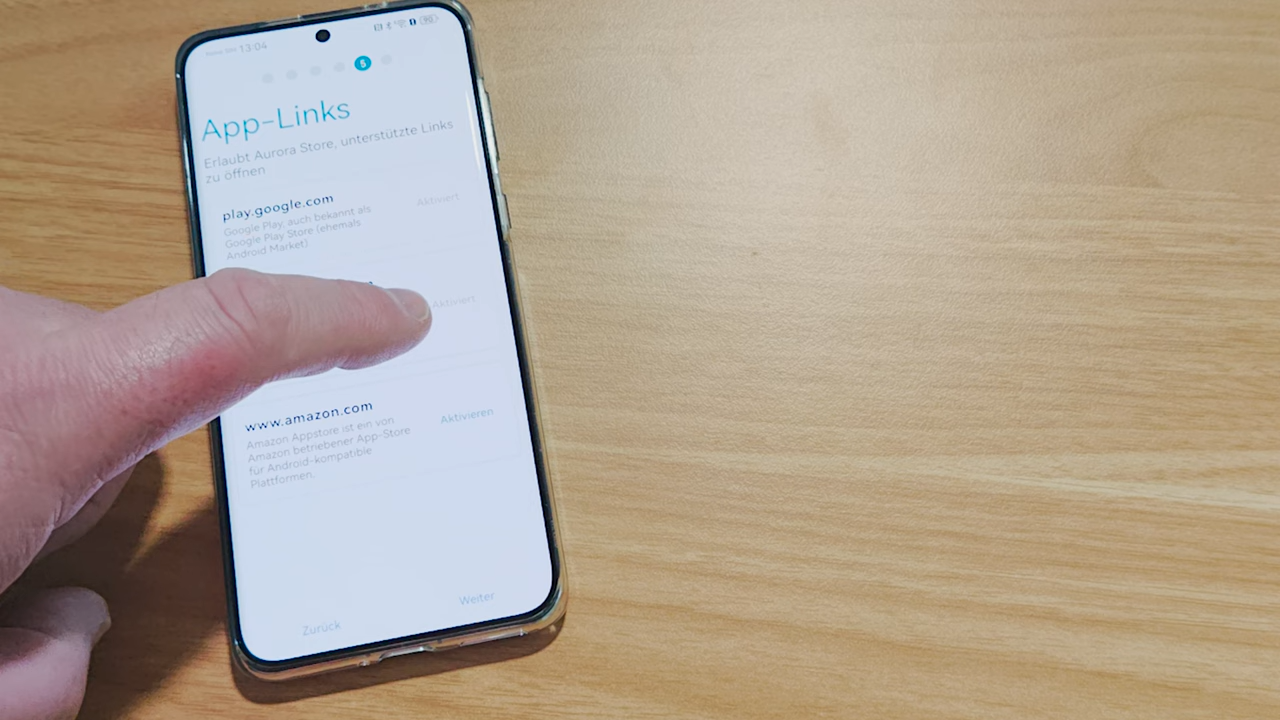 13:04
90
5
App-Links
Erlaubt Aurora Store, unterstützte Links
zu öffnen
play.google.com
Aktiviert
Google Play, auch bekannt als
Google Play Store (ehemals
Android Market)
Aktiviert
www.amazon.com
Aktivieren
Amazon Appstore ist ein von
Amazon betriebener App-Store
für Android-kompatible
Plattformen.
Zurück
Weiter